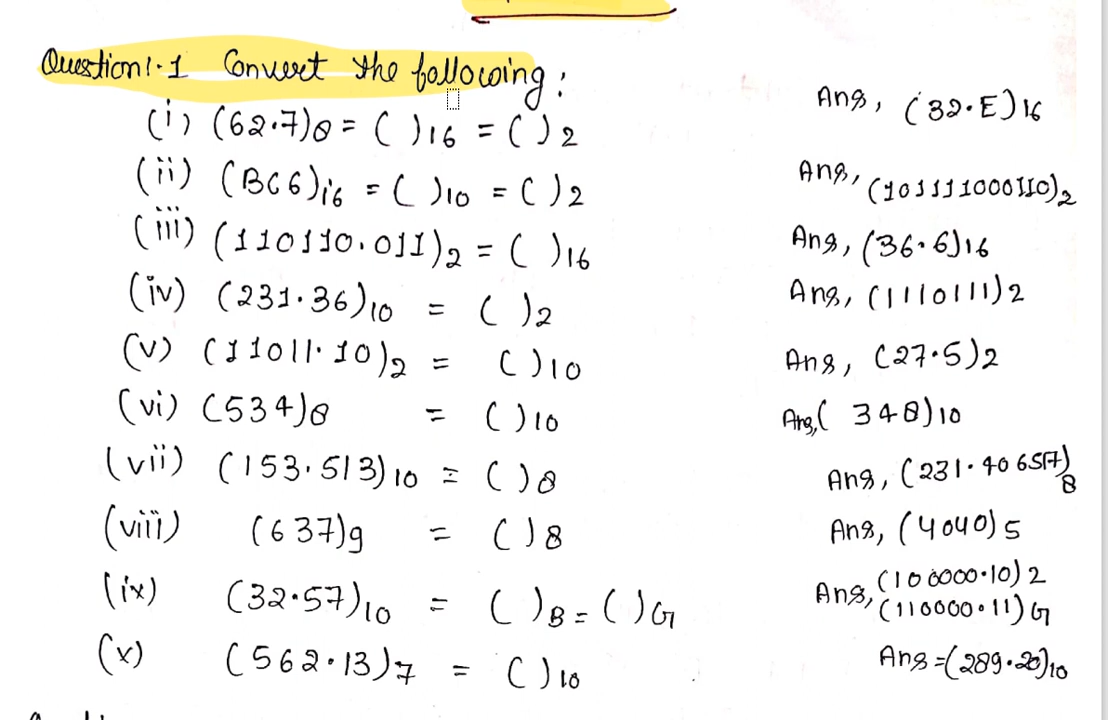 Question 1.1 Convert the following:
(i) (62.7)8 = ( )16 = ( )2 Ans, (32.E)16
(ii) (BC6)16 = ( )10 = ( )2 Ans, (101111000110)2
(iii) (110110.011)2 = ( )16 Ans, (36.6)16
(iv) (231.36)10 = ( )2 Ans, (1110111)2
(v) (11011.10)2 = ( )10 Ans, (27.5)2
(vi) (534)8 = ( )10 Ans, (348)10
(vii) (153.513)10 = ( )8 Ans, (231.406517)8
(viii) (637)9 = ( )8 Ans, (4040)5
(ix) (32.57)10 = ( )B = ( )G Ans, (100000.10)2
(110000.11)G
(x) (562.13)7 = ( )10 Ans = (289.20)10